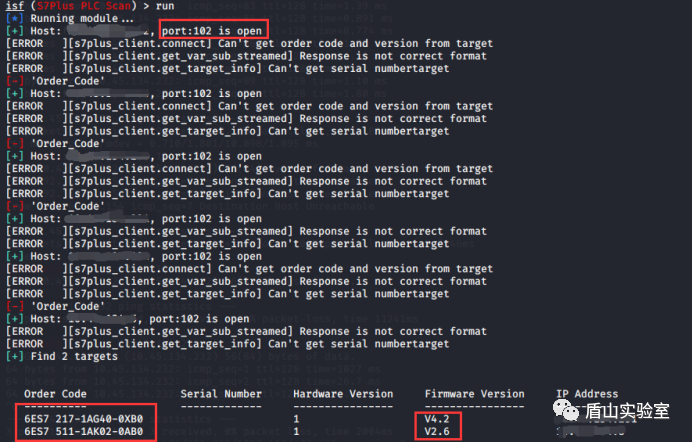 isf (S7Plus PLC Scan) > run
[*] Running module...
[+] Host: , port:102 is open
[ERROR   ][s7plus_client.connect] Can't get order code and version from target
[ERROR   ][s7plus_client.get_var_sub_streamed] Response is not correct format
[ERROR   ][s7plus_client.get_target_info] Can't get serial numbertarget
[-] 'Order_Code'
[+] Host: , port:102 is open
[ERROR   ][s7plus_client.connect] Can't get order code and version from target
[ERROR   ][s7plus_client.get_var_sub_streamed] Response is not correct format
[ERROR   ][s7plus_client.get_target_info] Can't get serial numbertarget
[-] 'Order_Code'
[+] Host: , port:102 is open
[ERROR   ][s7plus_client.connect] Can't get order code and version from target
[ERROR   ][s7plus_client.get_var_sub_streamed] Response is not correct format
[ERROR   ][s7plus_client.get_target_info] Can't get serial numbertarget
[-] 'Order_Code'
[+] Host: , port:102 is open
[ERROR   ][s7plus_client.get_var_sub_streamed] Response is not correct format
[ERROR   ][s7plus_client.get_target_info] Can't get serial numbertarget
[+] Host: , port:102 is open
[ERROR   ][s7plus_client.connect] Can't get order code and version from target
[ERROR   ][s7plus_client.get_var_sub_streamed] Response is not correct format
[ERROR   ][s7plus_client.get_target_info] Can't get serial numbertarget
[-] 'Order_Code'
[+] Host: , port:102 is open
[ERROR   ][s7plus_client.get_var_sub_streamed] Response is not correct format
[ERROR   ][s7plus_client.get_target_info] Can't get serial numbertarget
[+] Find 2 targets
Order Code Serial Number Hardware Version Firmware Version IP Address
6ES7 217-1AG40-0XB0 1 V4.2
6ES7 511-1AK02-0AB0 1 V2.6
盾山实验室